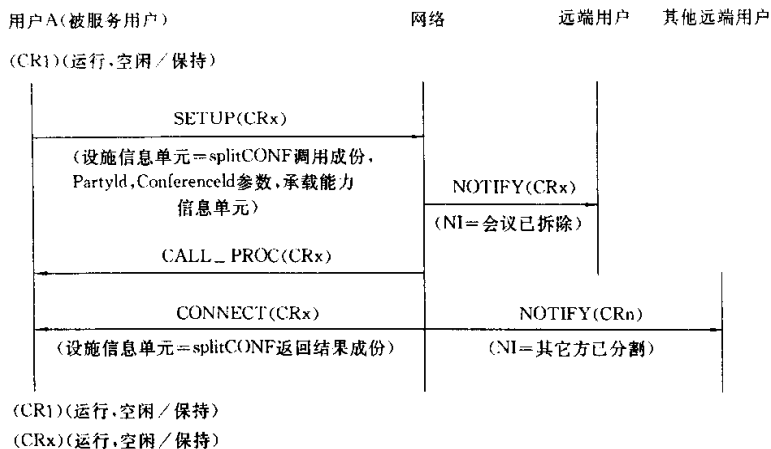 用户A(被服务用户) 网络 远端用户 其他远端用户
(CR1)(运行,空闲/保持)
SETUP(CRx)
(设施信息单元=splitCONF调用成份,
PartyId,ConferenceId参数,承载能力
信息单元)
NOTIFY(CRx)
(NI=会议已拆除)
CALL_PROC(CRx)
CONNECT(CRx) NOTIFY(CRn)
(设施信息单元=splitCONF返回结果成份) (NI=其它方已分割)
(CR1)(运行,空闲/保持)
(CRx)(运行,空闲/保持)